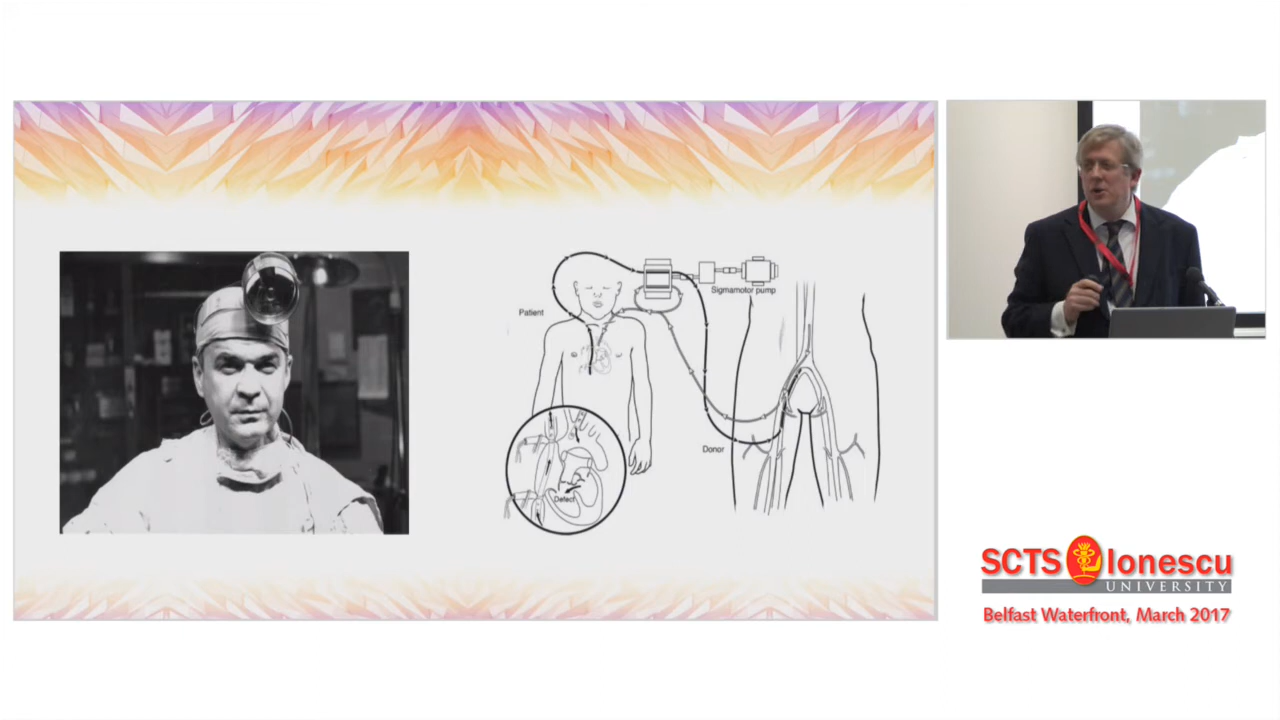 Patient
Sigmamotor pump
Donor
Defect
SCTS Ionescu
UNIVERSITY
Belfast Waterfront, March 2017